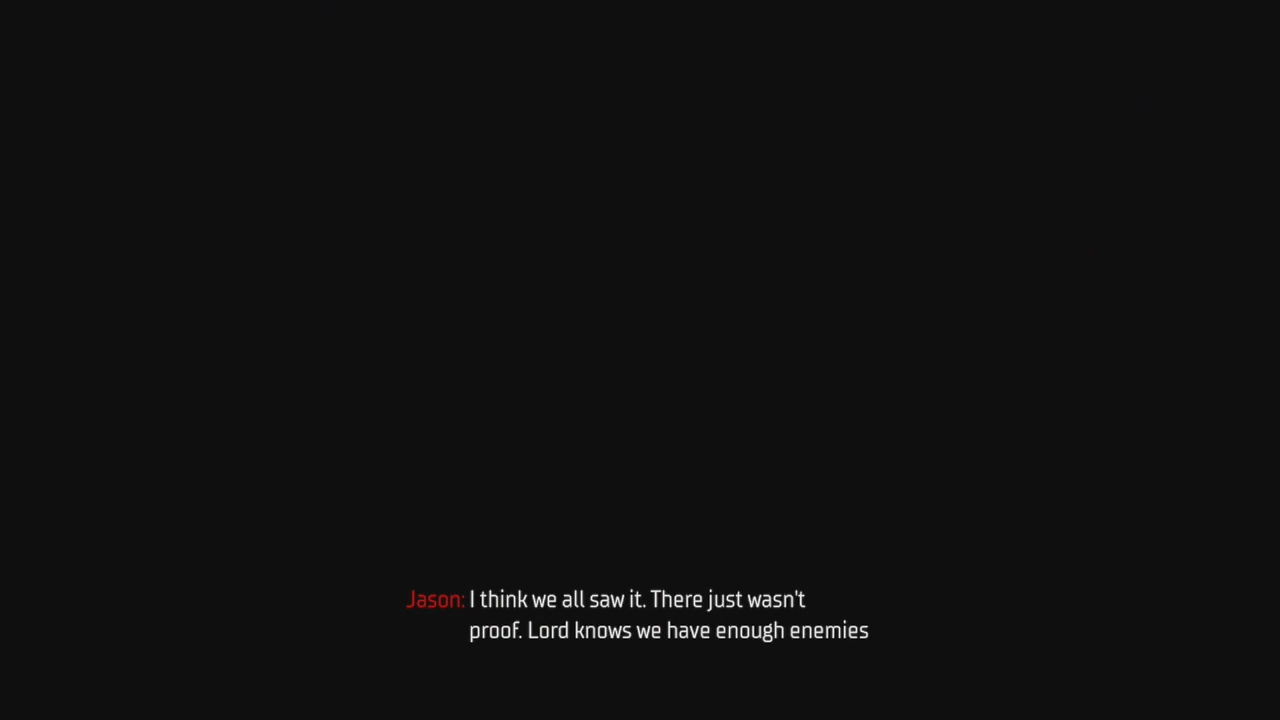 Jason: I think we all saw it. There just wasn't
proof. Lord knows we have enough enemies